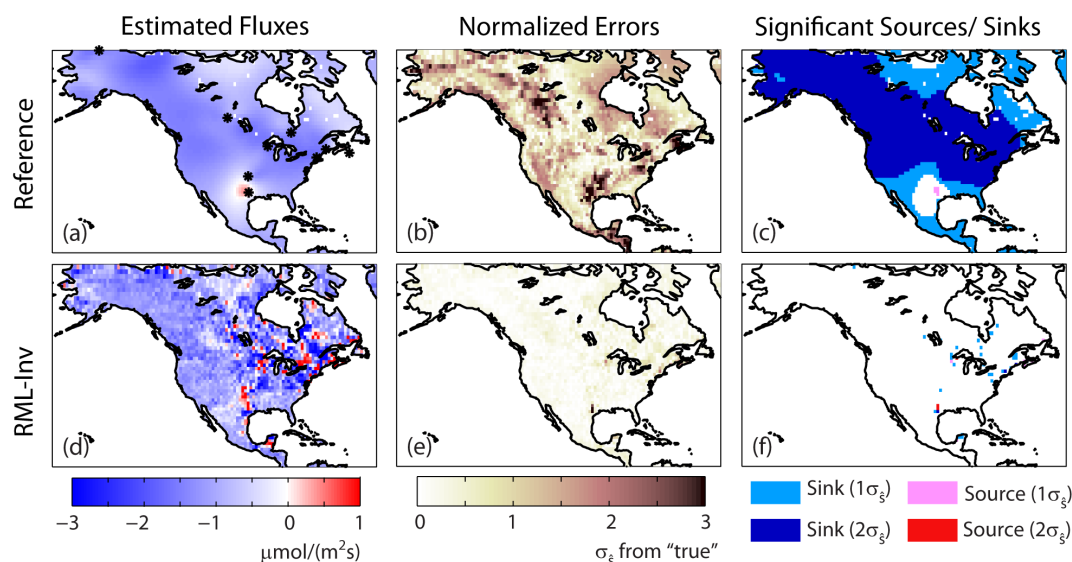 Estimated Fluxes
Normalized Errors
Significant Sources/ Sinks
Reference
(a)
(b)
(c)
RML-Inv
(d)
(e)
(f)
−3 −2 −1 0 1
μmol/(m²s)
0 1 2 3
σŝ from “true”
Sink (1σŝ)
Source (1σŝ)
Sink (2σŝ)
Source (2σŝ)